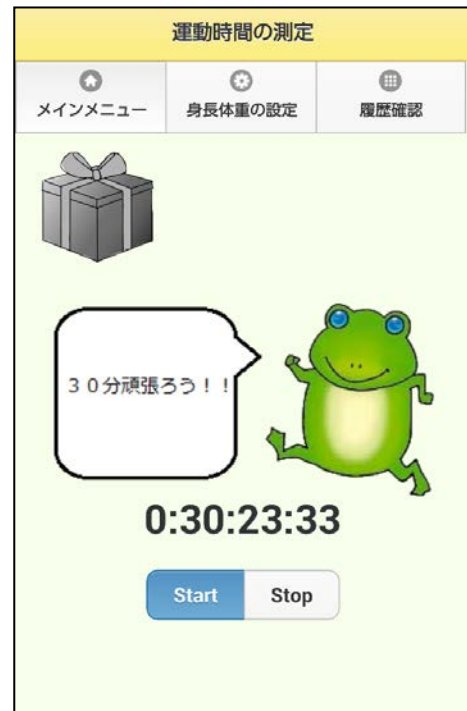 運動時間の測定
メインメニュー
身長体重の設定
履歴確認
３０分頑張ろう！！
0:30:23:33
Start
Stop